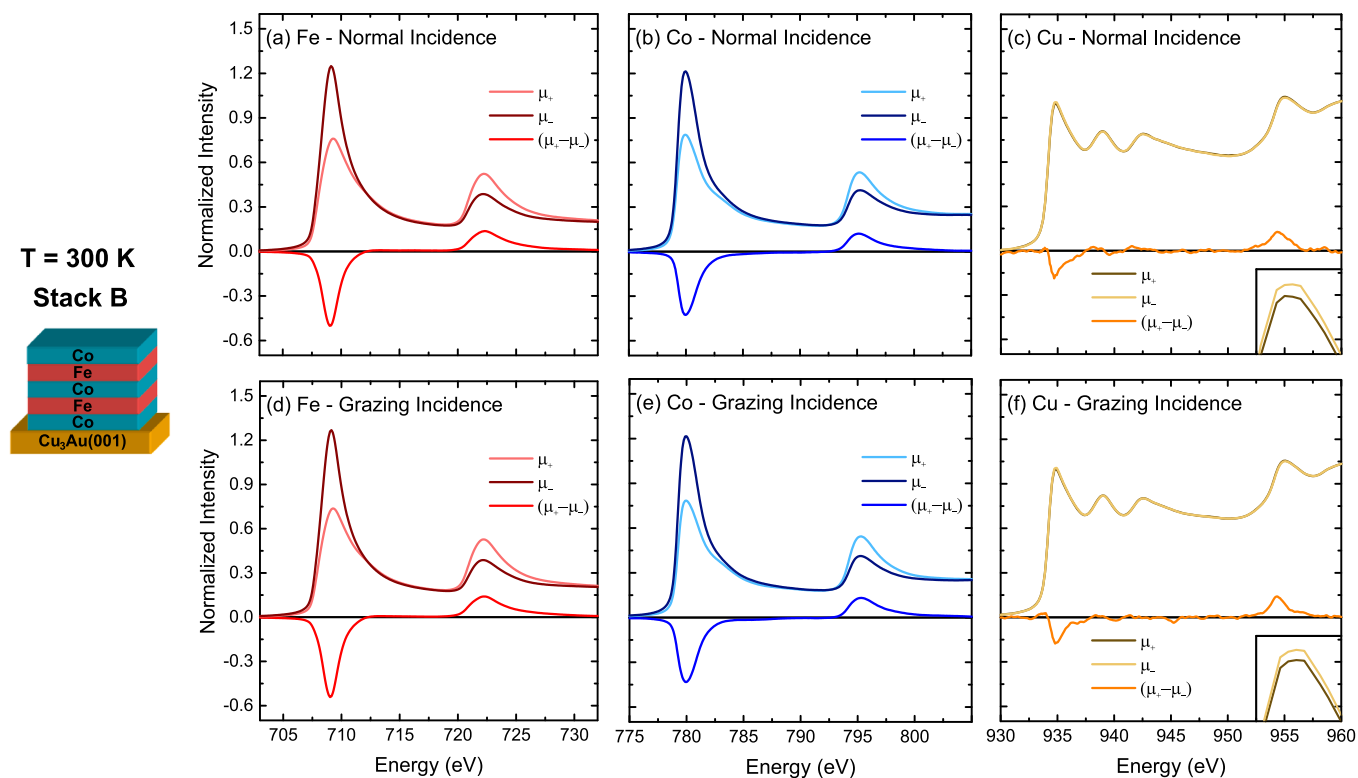 T = 300 K
Stack B
Co
Fe
Co
Fe
Co
Cu₃Au(001)
Normalized Intensity
1.5
1.2
0.9
0.6
0.3
0.0
-0.3
-0.6
(a) Fe - Normal Incidence
μ₊
μ₋
(μ₊−μ₋)
(b) Co - Normal Incidence
μ₊
μ₋
(μ₊−μ₋)
(c) Cu - Normal Incidence
μ₊
μ₋
(μ₊−μ₋)
Normalized Intensity
1.5
1.2
0.9
0.6
0.3
0.0
-0.3
-0.6
(d) Fe - Grazing Incidence
μ₊
μ₋
(μ₊−μ₋)
705 710 715 720 725 730
Energy (eV)
(e) Co - Grazing Incidence
μ₊
μ₋
(μ₊−μ₋)
775 780 785 790 795 800
Energy (eV)
(f) Cu - Grazing Incidence
μ₊
μ₋
(μ₊−μ₋)
930 935 940 945 950 955 960
Energy (eV)